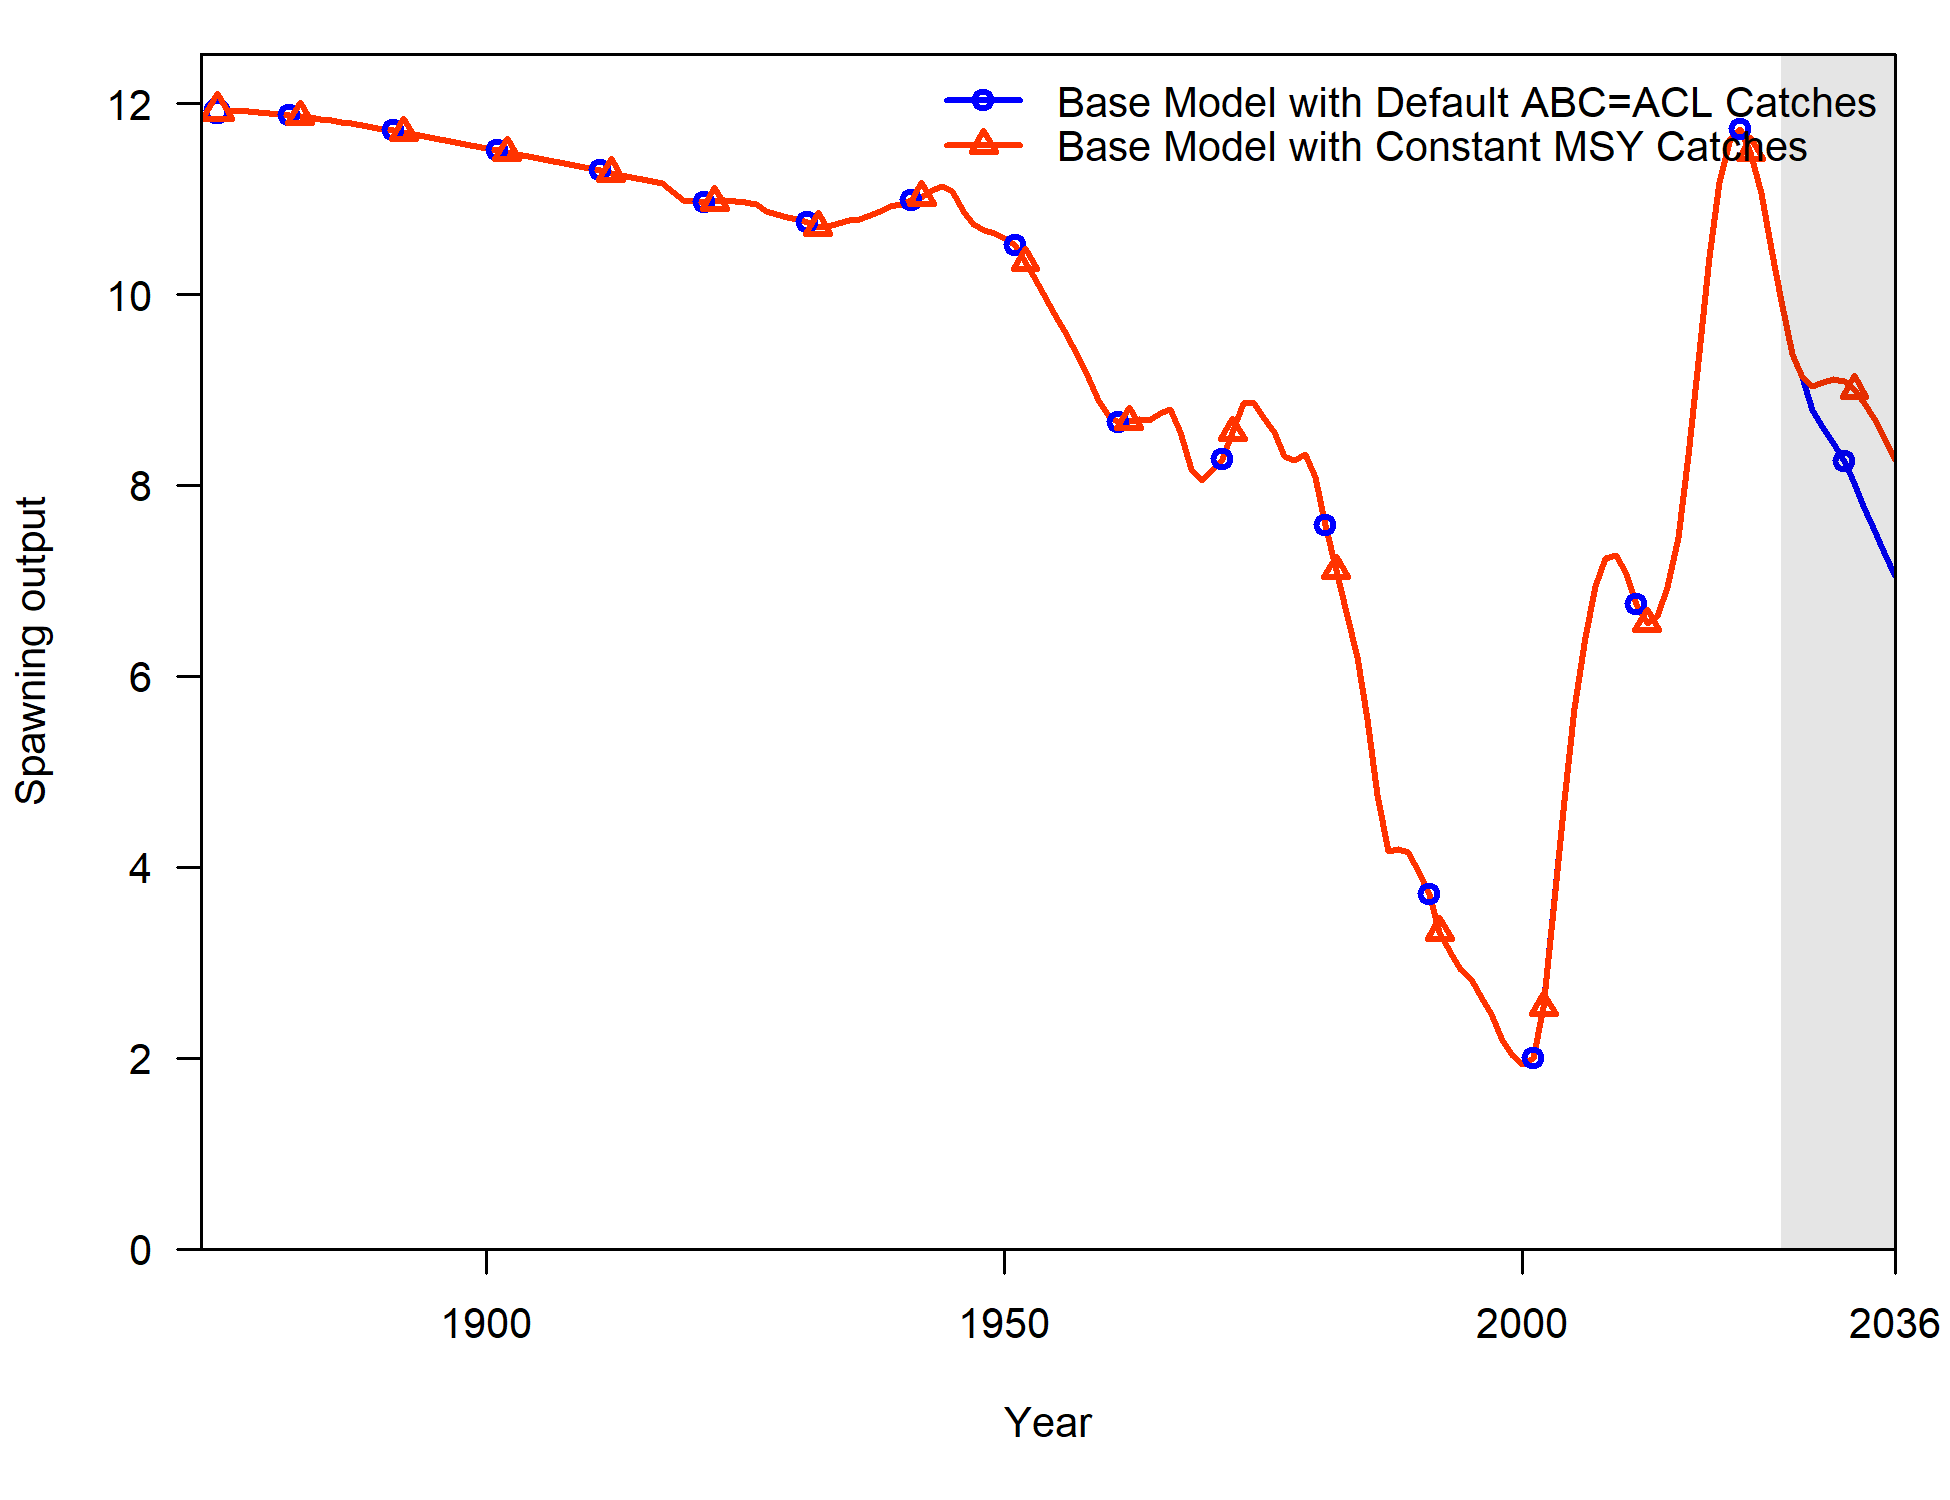 Base Model with Default ABC=ACL Catches
Base Model with Constant MSY Catches
12
10
8
6
4
2
0
Spawning output
1900 1950 2000 2036
Year